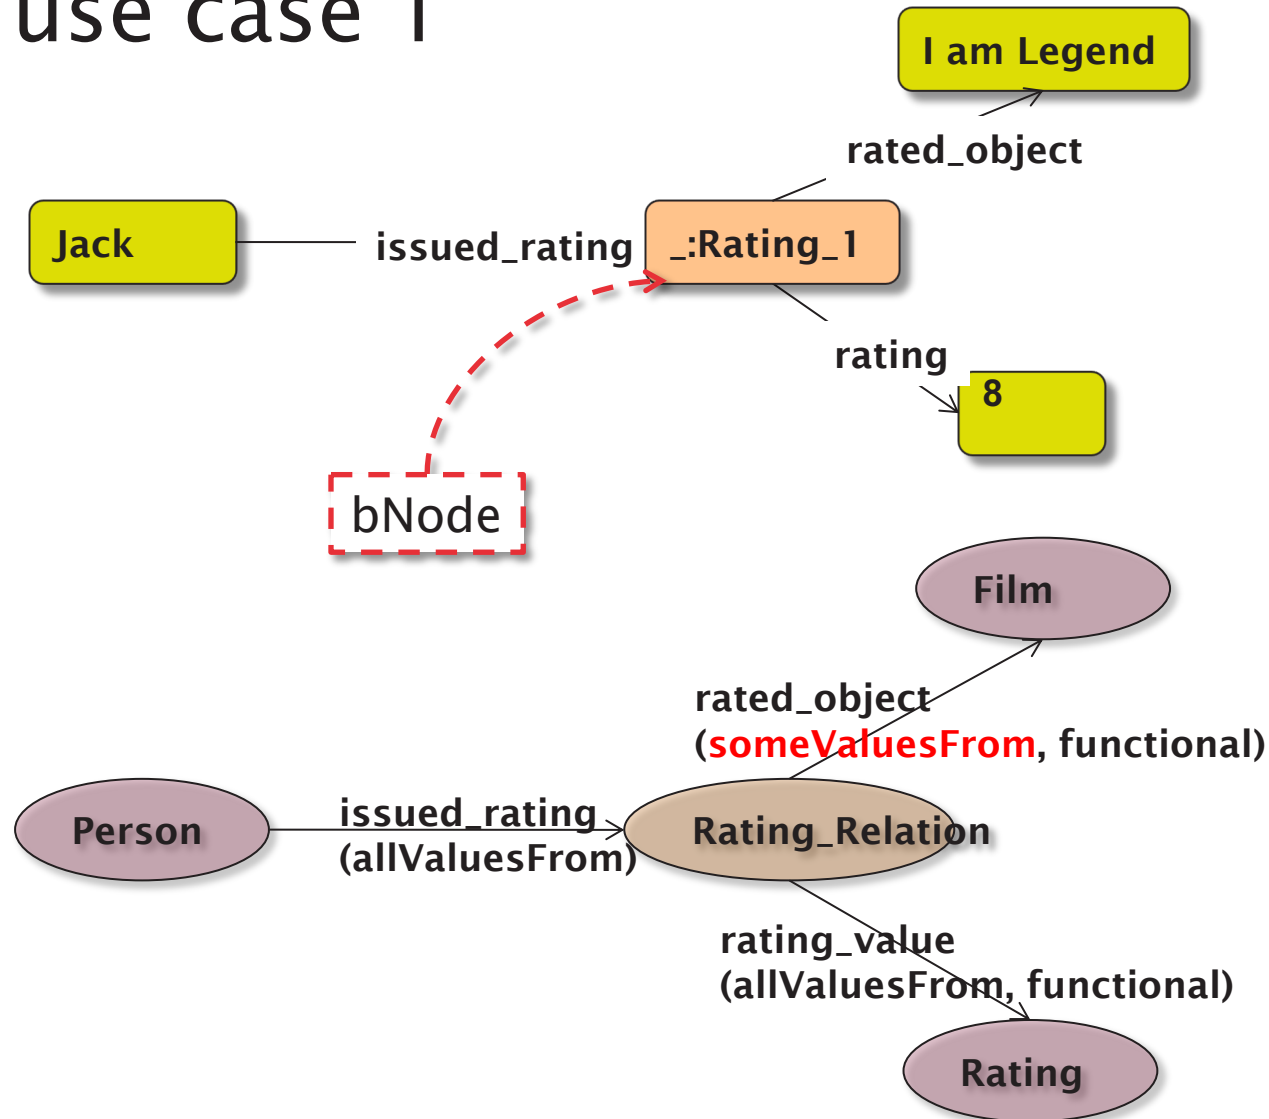 use case 1
I am Legend
rated_object
Jack
issued_rating
_:Rating_1
rating
8
bNode
Film
rated_object
(someValuesFrom, functional)
Person
issued_rating
(allValuesFrom)
Rating_Relation
rating_value
(allValuesFrom, functional)
Rating